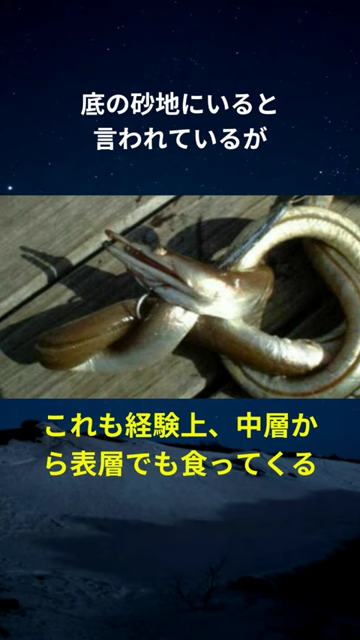 底の砂地にいると
言われているが
これも経験上、中層か
ら表層でも食ってくる